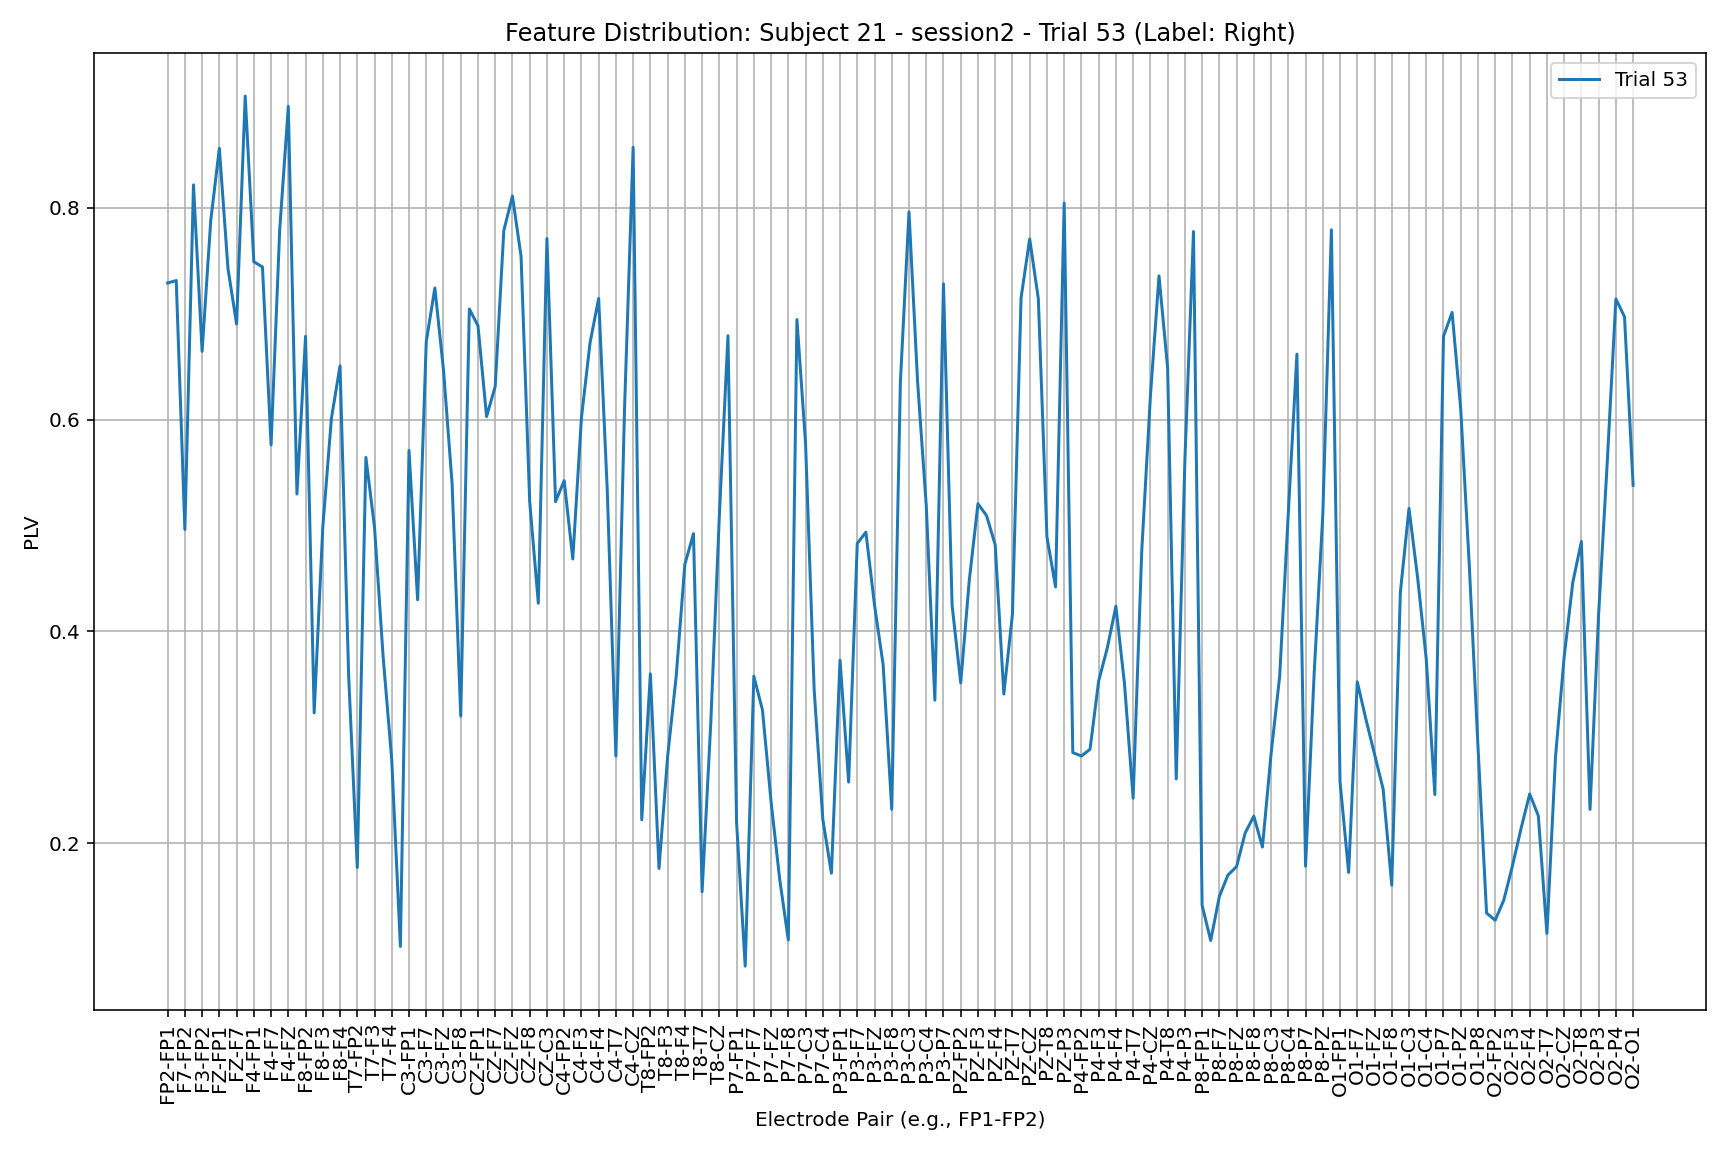 Feature Distribution: Subject 21 - session2 - Trial 53 (Label: Right)
Trial 53
PLV
0.8
0.6
0.4
0.2
FP2-FP1
F7-FP2
F3-FP2
FZ-FP1
FZ-F7
F4-FP1
F4-F7
F4-FZ
F8-FP2
F8-F3
F8-F4
T7-FP2
T7-F3
T7-F4
C3-FP1
C3-F7
C3-FZ
C3-F8
CZ-FP1
CZ-F7
CZ-FZ
CZ-F8
CZ-C3
C4-FP2
C4-F3
C4-F4
C4-T7
C4-CZ
T8-FP2
T8-F3
T8-F4
T8-T7
T8-CZ
P7-FP1
P7-F7
P7-FZ
P7-F8
P7-C3
P7-C4
P3-FP1
P3-F7
P3-FZ
P3-F8
P3-C3
P3-C4
P3-P7
PZ-FP2
PZ-F3
PZ-F4
PZ-T7
PZ-CZ
PZ-T8
PZ-P3
P4-FP2
P4-F3
P4-F4
P4-T7
P4-CZ
P4-T8
P4-P3
P8-FP1
P8-F7
P8-FZ
P8-F8
P8-C3
P8-C4
P8-P7
P8-PZ
O1-FP1
O1-F7
O1-FZ
O1-F8
O1-C3
O1-C4
O1-P7
O1-PZ
O1-P8
O2-FP2
O2-F3
O2-F4
O2-T7
O2-CZ
O2-T8
O2-P3
O2-P4
O2-O1
Electrode Pair (e.g., FP1-FP2)